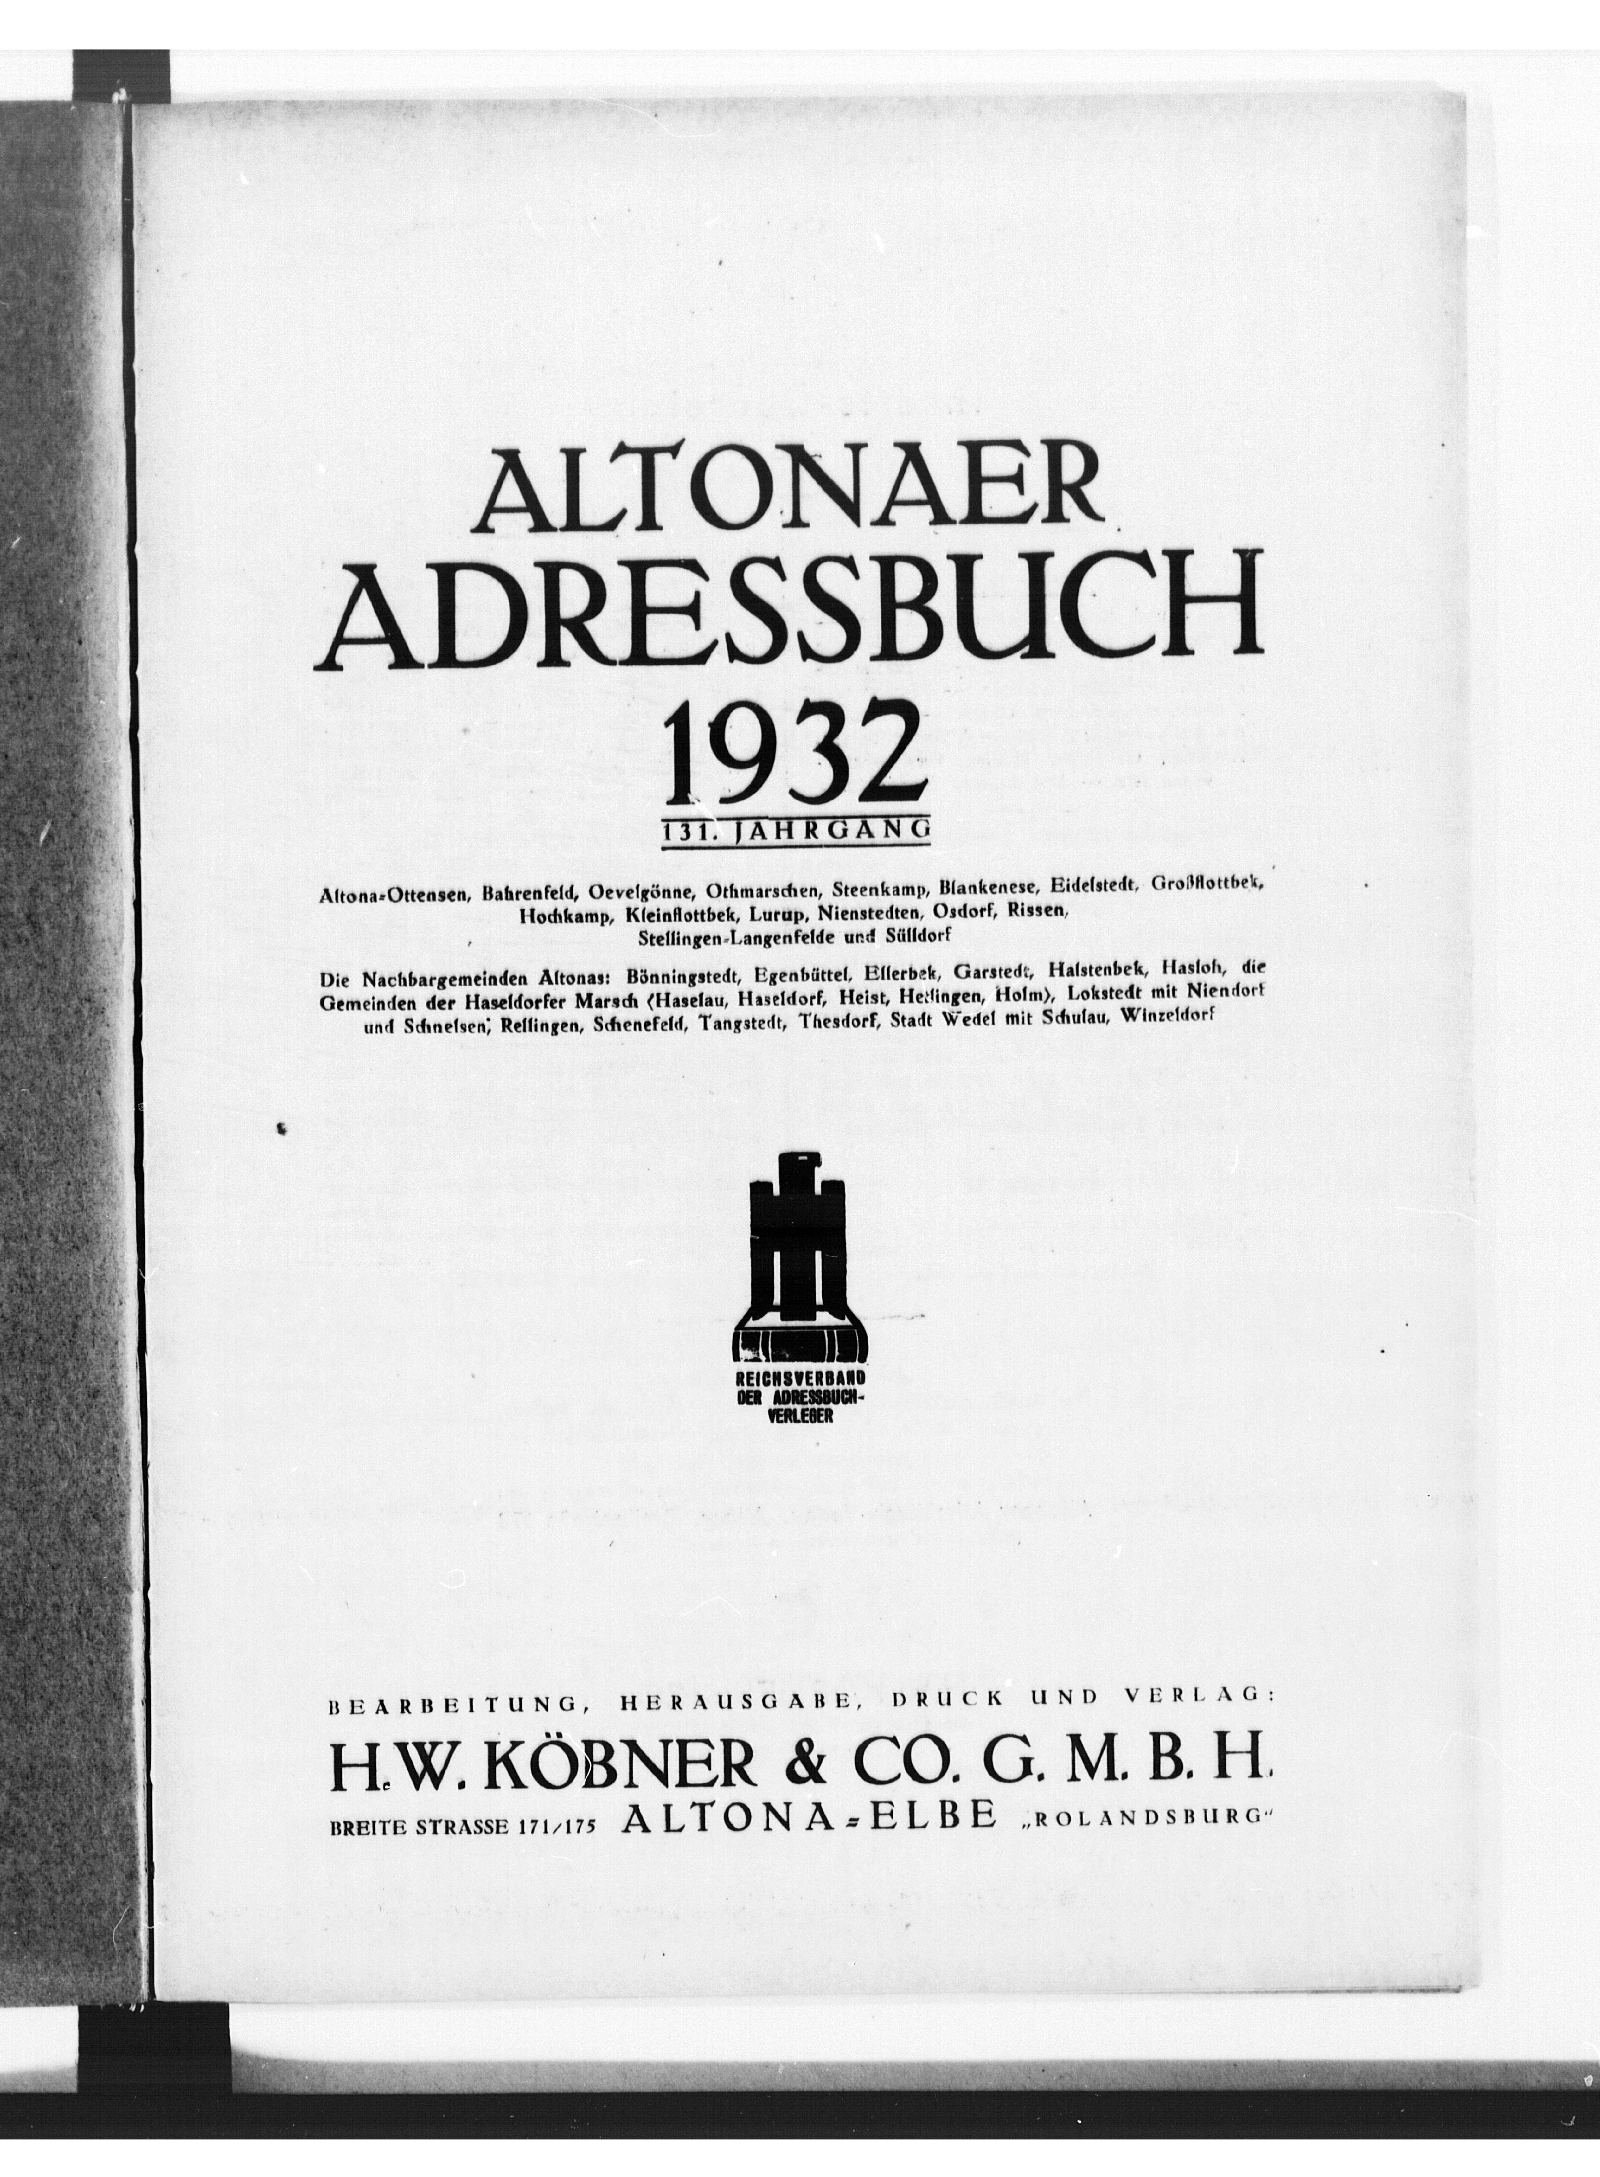 ALTONAER
ADRESSBUCH
1932
131. JAHRGANG
Altona-Ottensen, Bahrenfeld, Oevelgönne, Othmarschen, Steenkamp, Blankenese, Eidelstedt, Großflottbek,
Hochkamp, Kleinflottbek, Lurup, Nienstedten, Osdorf, Rissen,
Stellingen-Langenfelde und Sülldorf
Die Nachbargemeinden Altonas: Bönningstedt, Egenbüttel, Ellerbek, Garstedt, Halstenbek, Hasloh, die
Gemeinden der Haseldorfer Marsch (Haselau, Haseldorf, Heist, Hetlingen, Holm), Lokstedt mit Niendorf
und Schnelsen, Rellingen, Schenefeld, Tangstedt, Thesdorf, Stadt Wedel mit Schulau, Winzeldorf
REICHSVERBAND
DER ADRESSBUCH-
VERLEGER
BEARBEITUNG, HERAUSGABE, DRUCK UND VERLAG:
H. W. KÖBNER & CO. G. M. B. H.
BREITE STRASSE 171/175 ALTONA-ELBE „ROLANDSBURG“